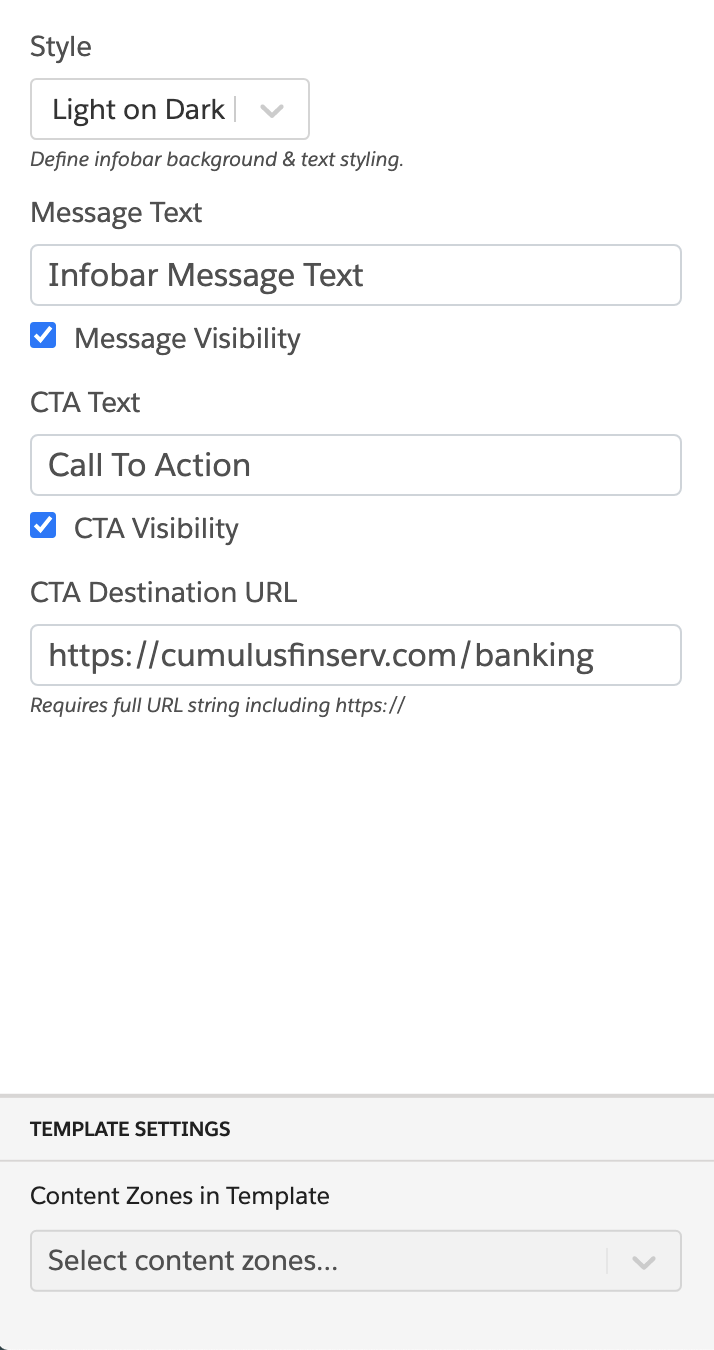 Style
Light on Dark
Define infobar background & text styling.
Message Text
Infobar Message Text
Message Visibility
CTA Text
Call To Action
CTA Visibility
CTA Destination URL
https://cumulusfinserv.com/banking
Requires full URL string including https://
TEMPLATE SETTINGS
Content Zones in Template
Select content zones...